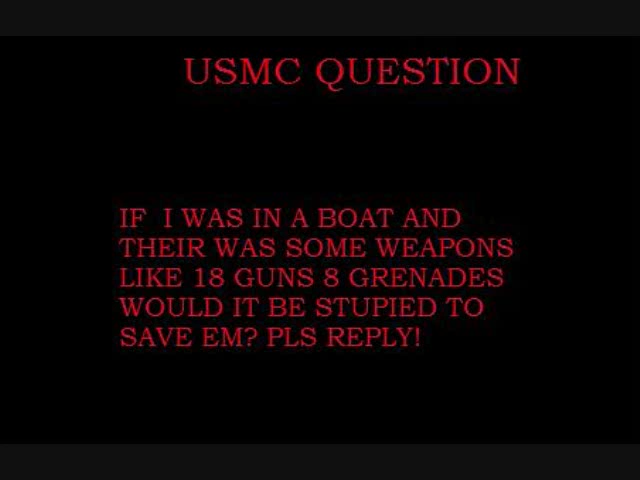 USMC QUESTION
IF I WAS IN A BOAT AND
THEIR WAS SOME WEAPONS
LIKE 18 GUNS 8 GRENADES
WOULD IT BE STUPIED TO
SAVE EM? PLS REPLY!